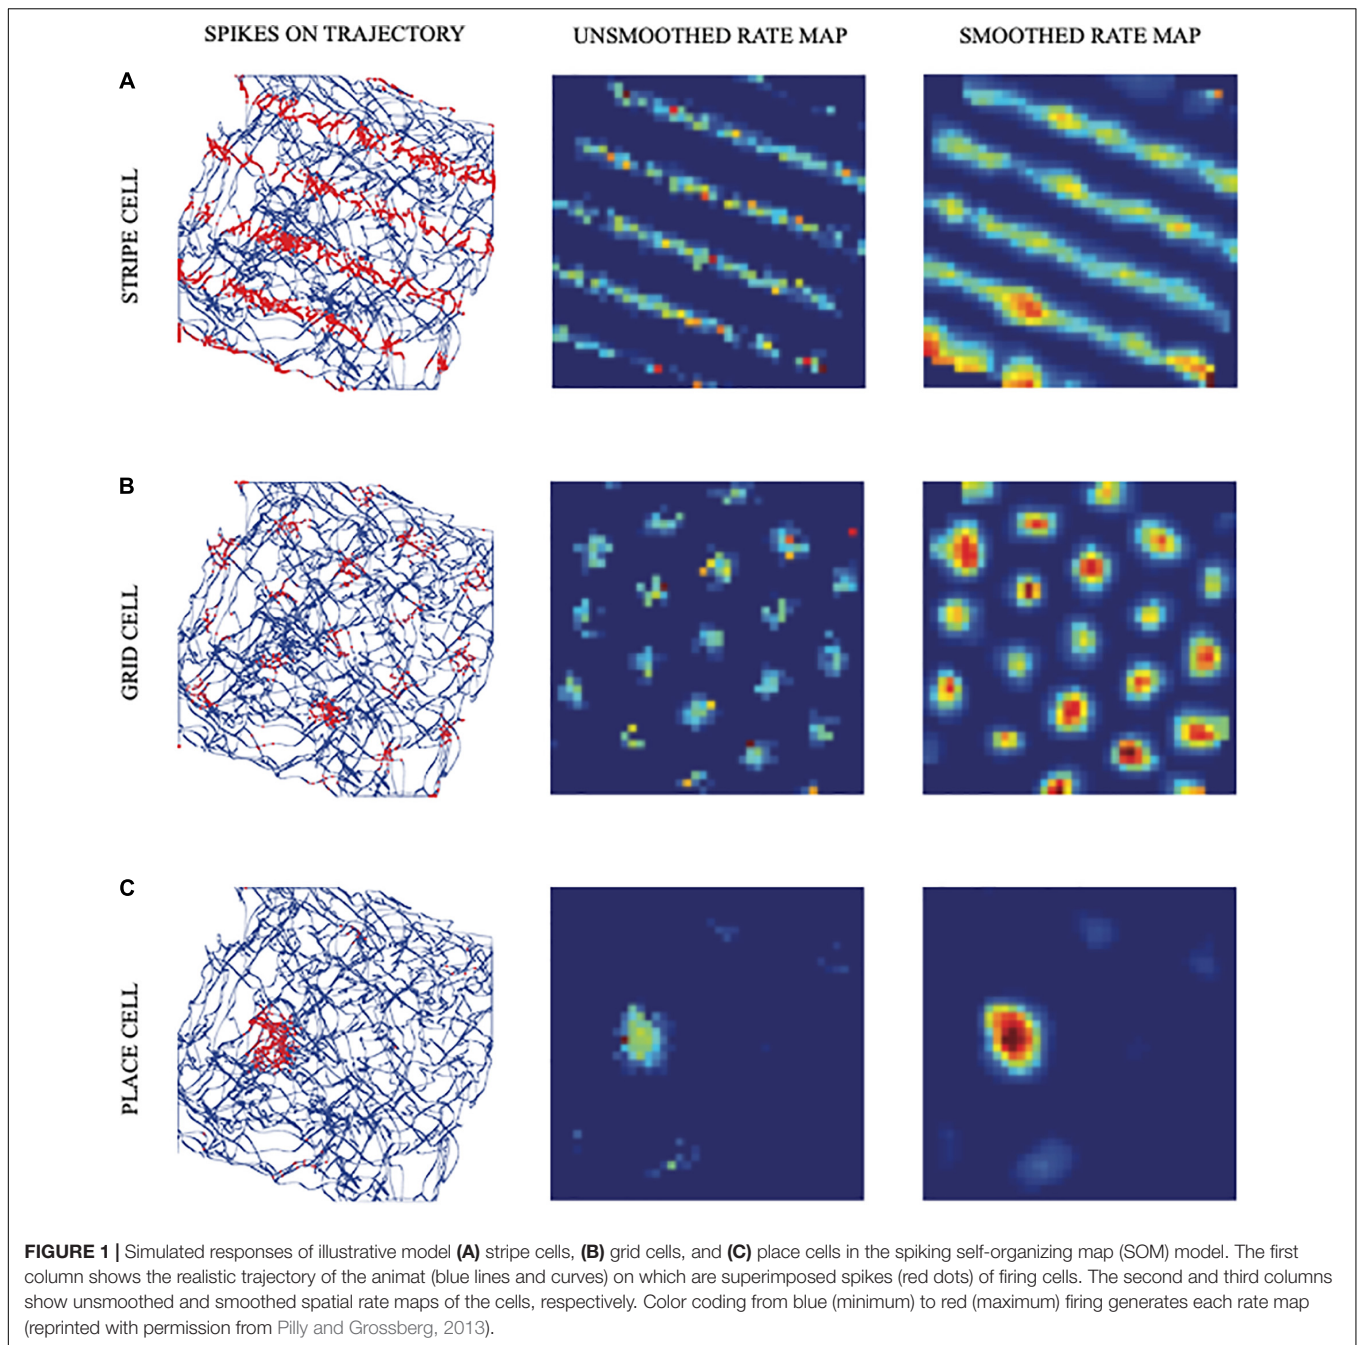 SPIKES ON TRAJECTORY
UNSMOOTHED RATE MAP
SMOOTHED RATE MAP
A
STRIPE CELL
B
GRID CELL
C
PLACE CELL
FIGURE 1 | Simulated responses of illustrative model (A) stripe cells, (B) grid cells, and (C) place cells in the spiking self-organizing map (SOM) model. The first
column shows the realistic trajectory of the animat (blue lines and curves) on which are superimposed spikes (red dots) of firing cells. The second and third columns
show unsmoothed and smoothed spatial rate maps of the cells, respectively. Color coding from blue (minimum) to red (maximum) firing generates each rate map
(reprinted with permission from Pilly and Grossberg, 2013).